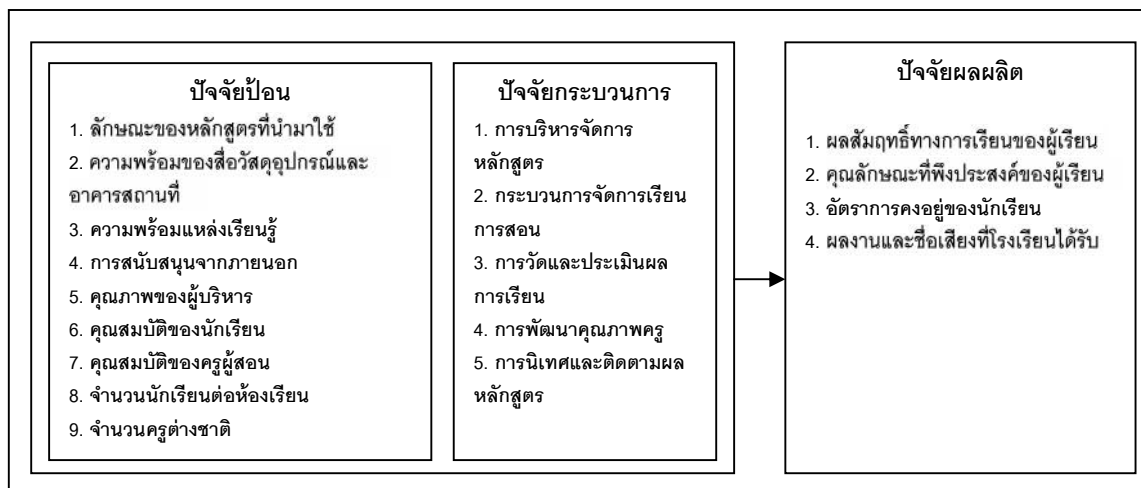 ปัจจัยป้อน
1. ลักษณะของหลักสูตรที่นำมาใช้
2. ความพร้อมของสื่อวัสดุอุปกรณ์และ
อาคารสถานที่
3. ความพร้อมแหล่งเรียนรู้
4. การสนับสนุนจากภายนอก
5. คุณภาพของผู้บริหาร
6. คุณสมบัติของนักเรียน
7. คุณสมบัติของครูผู้สอน
8. จำนวนนักเรียนต่อห้องเรียน
9. จำนวนครูต่างชาติ
ปัจจัยกระบวนการ
1. การบริหารจัดการ
หลักสูตร
2. กระบวนการจัดการเรียน
การสอน
3. การวัดและประเมินผล
การเรียน
4. การพัฒนาคุณภาพครู
5. การนิเทศและติดตามผล
หลักสูตร
ปัจจัยผลผลิต
1. ผลสัมฤทธิ์ทางการเรียนของผู้เรียน
2. คุณลักษณะที่พึงประสงค์ของผู้เรียน
3. อัตราการคงอยู่ของนักเรียน
4. ผลงานและชื่อเสียงที่โรงเรียนได้รับ